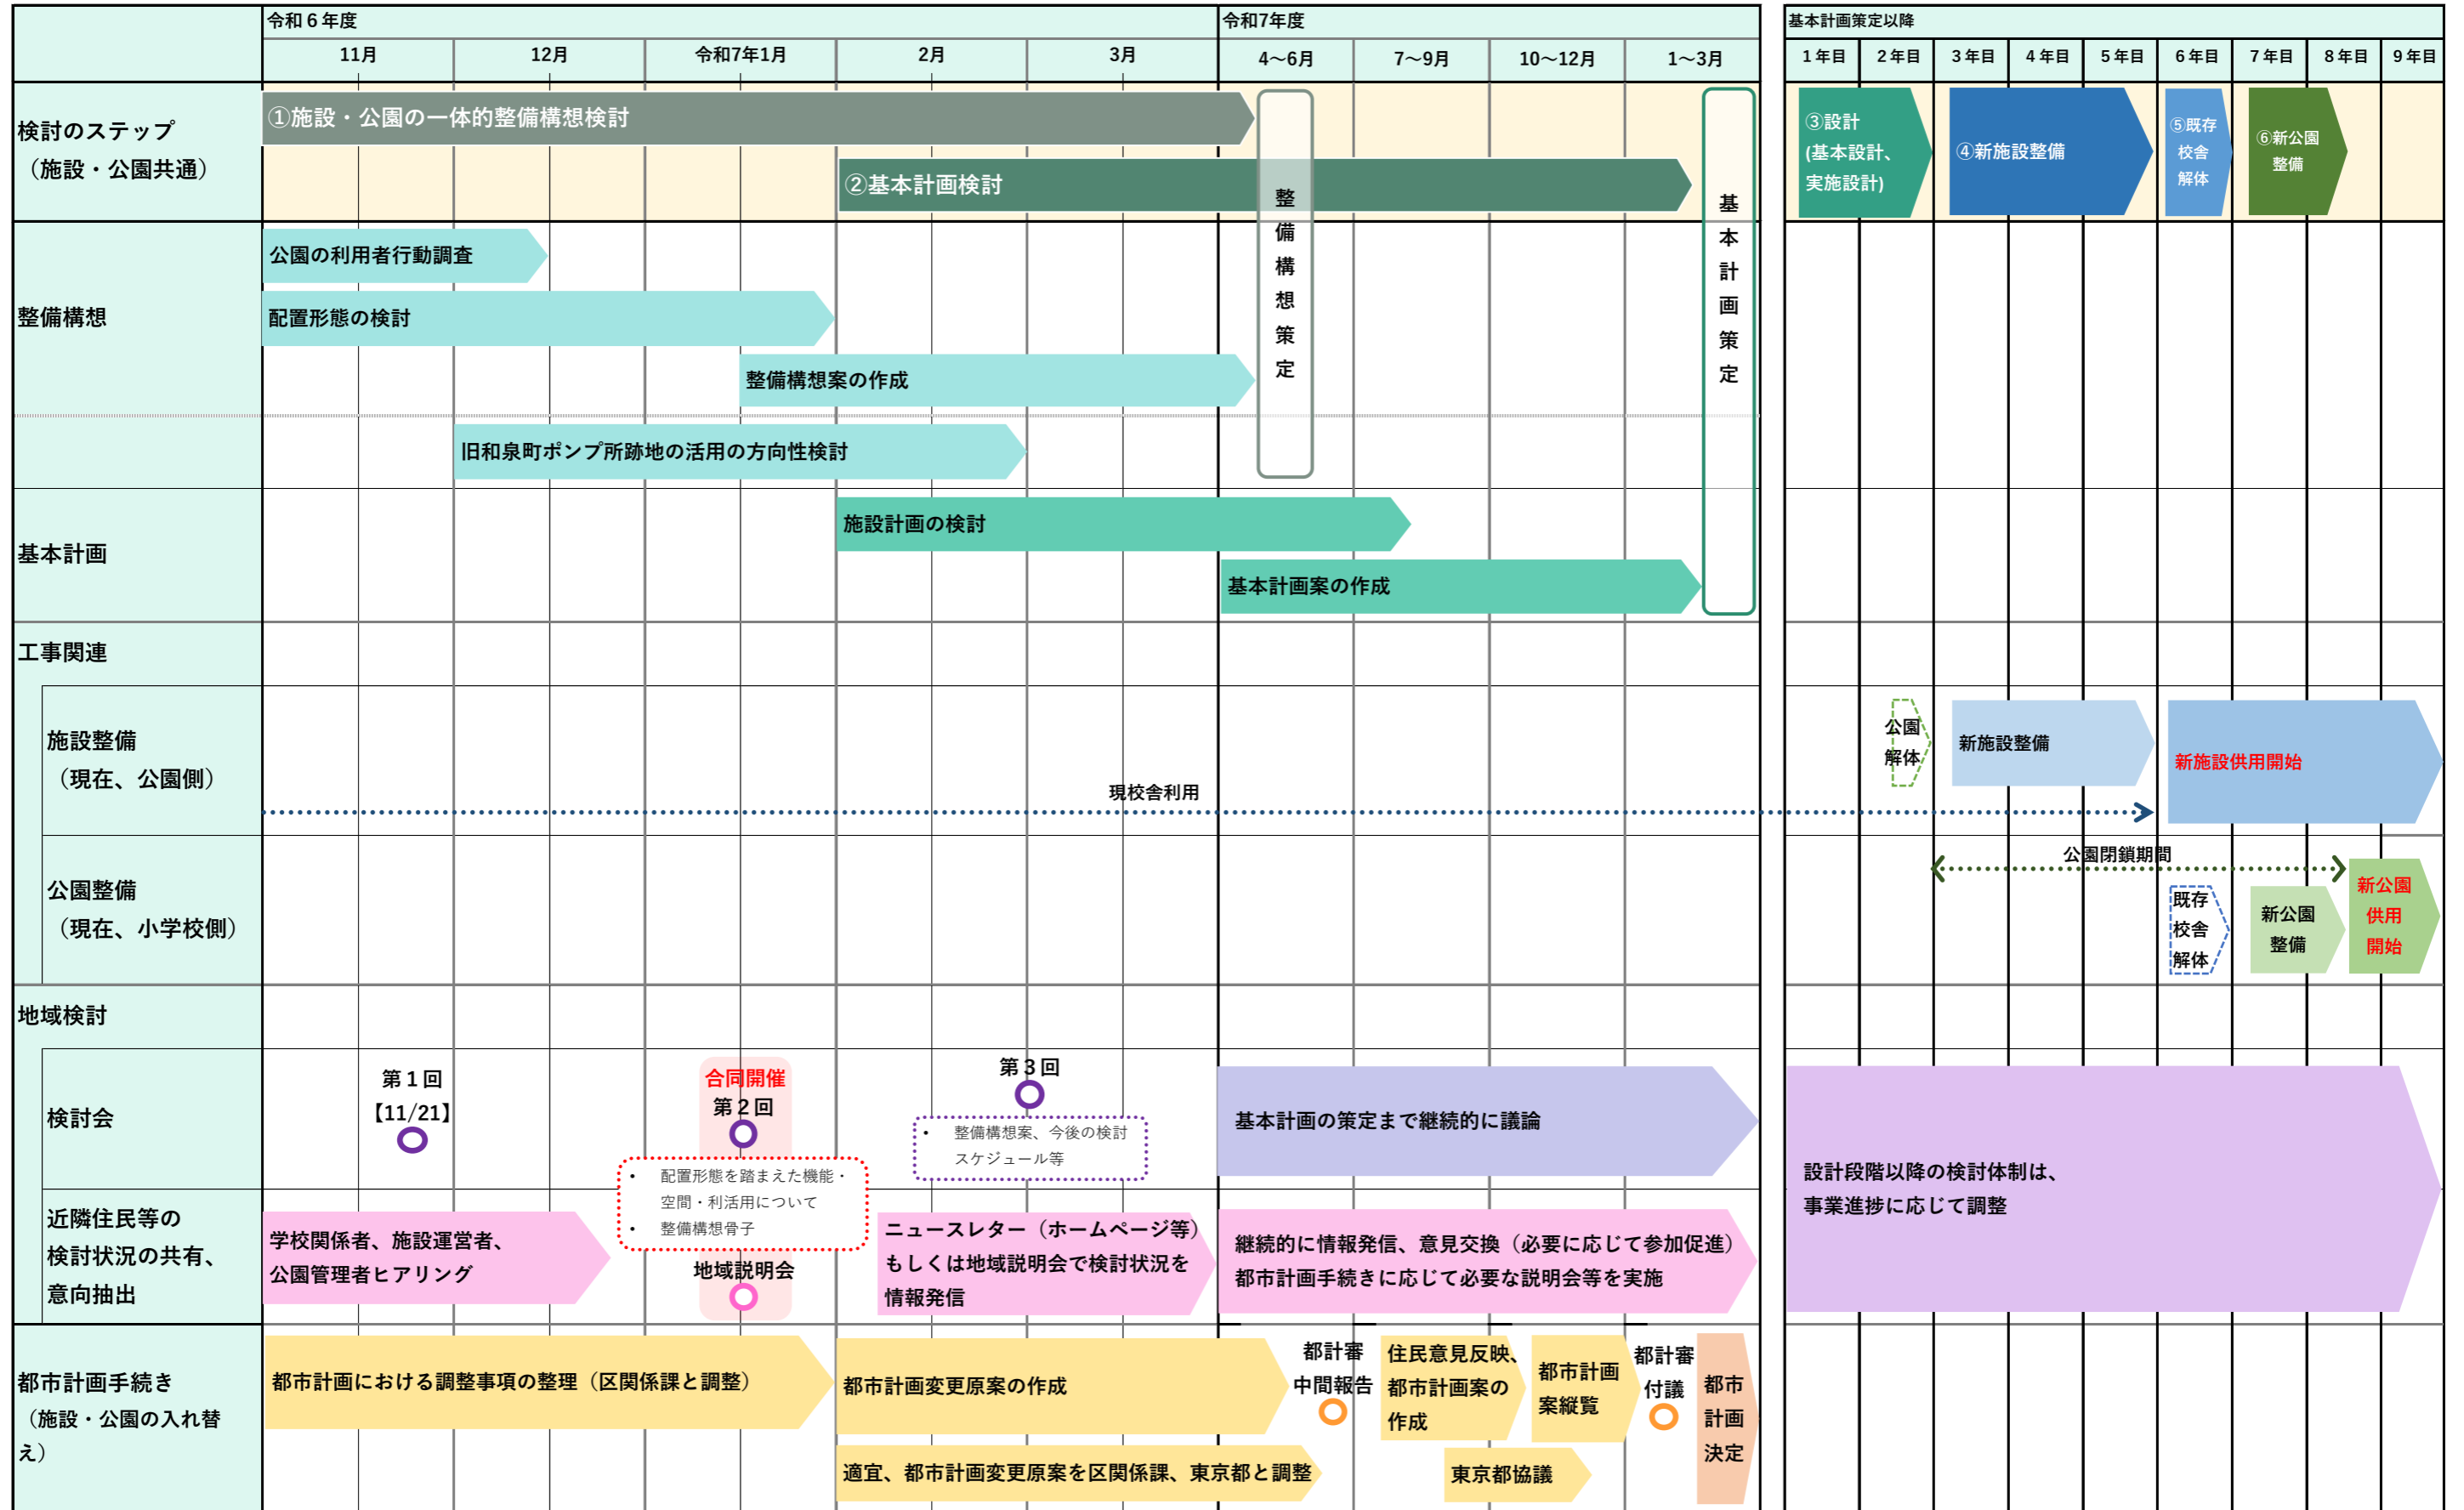 令和６年度
令和7年度
基本計画策定以降
11月
12月
令和7年1月
2月
3月
4～6月
7～9月
10～12月
1～3月
1年目
2年目
3年目
4年目
5年目
6年目
7年目
8年目
9年目
検討のステップ
（施設・公園共通）
①施設・公園の一体的整備構想検討
②基本計画検討
整備構想策定
基本計画策定
③設計
(基本設計、
実施設計)
④新施設整備
⑤既存
校舎
解体
⑥新公園
整備
整備構想
公園の利用者行動調査
配置形態の検討
整備構想案の作成
旧和泉町ポンプ所跡地の活用の方向性検討
基本計画
施設計画の検討
基本計画案の作成
工事関連
施設整備
（現在、公園側）
現校舎利用
公園
解体
新施設整備
新施設供用開始
公園整備
（現在、小学校側）
公園閉鎖期間
既存
校舎
解体
新公園
整備
新公園
供用
開始
地域検討
検討会
第１回
【11/21】
合同開催
第２回
• 配置形態を踏まえた機能・
空間・利活用について
• 整備構想骨子
第３回
• 整備構想案、今後の検討
スケジュール等
基本計画の策定まで継続的に議論
設計段階以降の検討体制は、
事業進捗に応じて調整
近隣住民等の
検討状況の共有、
意向抽出
学校関係者、施設運営者、
公園管理者ヒアリング
地域説明会
ニュースレター（ホームページ等）
もしくは地域説明会で検討状況を
情報発信
継続的に情報発信、意見交換（必要に応じて参加促進）
都市計画手続きに応じて必要な説明会等を実施
都市計画手続き
（施設・公園の入れ替
え）
都市計画における調整事項の整理（区関係課と調整）
都市計画変更原案の作成
適宜、都市計画変更原案を区関係課、東京都と調整
都計審
中間報告
住民意見反映、
都市計画案の
作成
東京都協議
都市計画
案縦覧
都計審
付議
都市
計画
決定